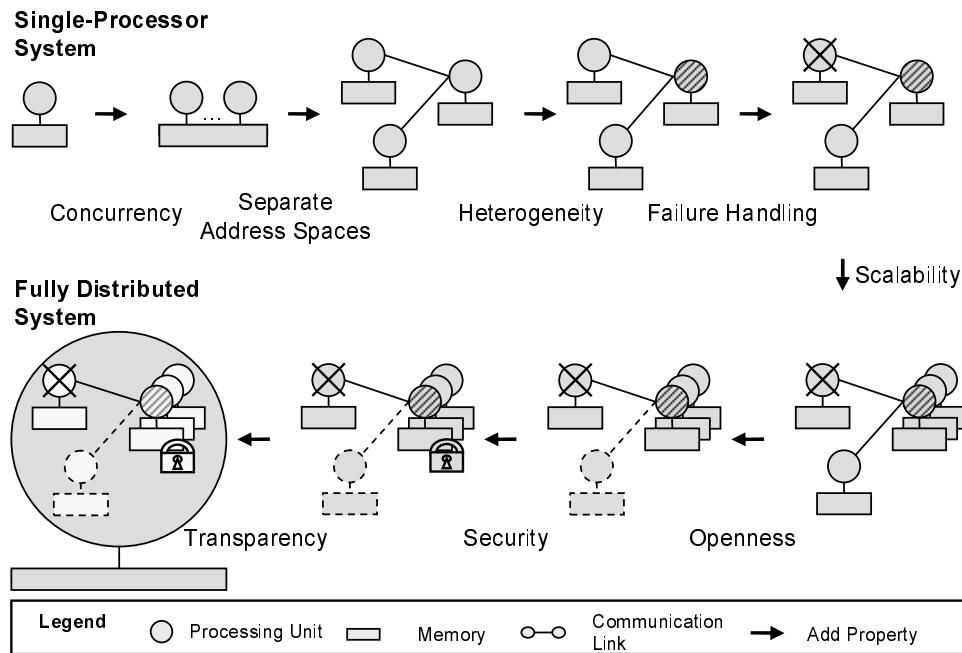 Single-Processor
System
...
Concurrency
Separate
Address Spaces
Heterogeneity
Failure Handling
Scalability
Fully Distributed
System
Transparency
Security
Openness
Legend
Processing Unit
Memory
Communication
Link
Add Property